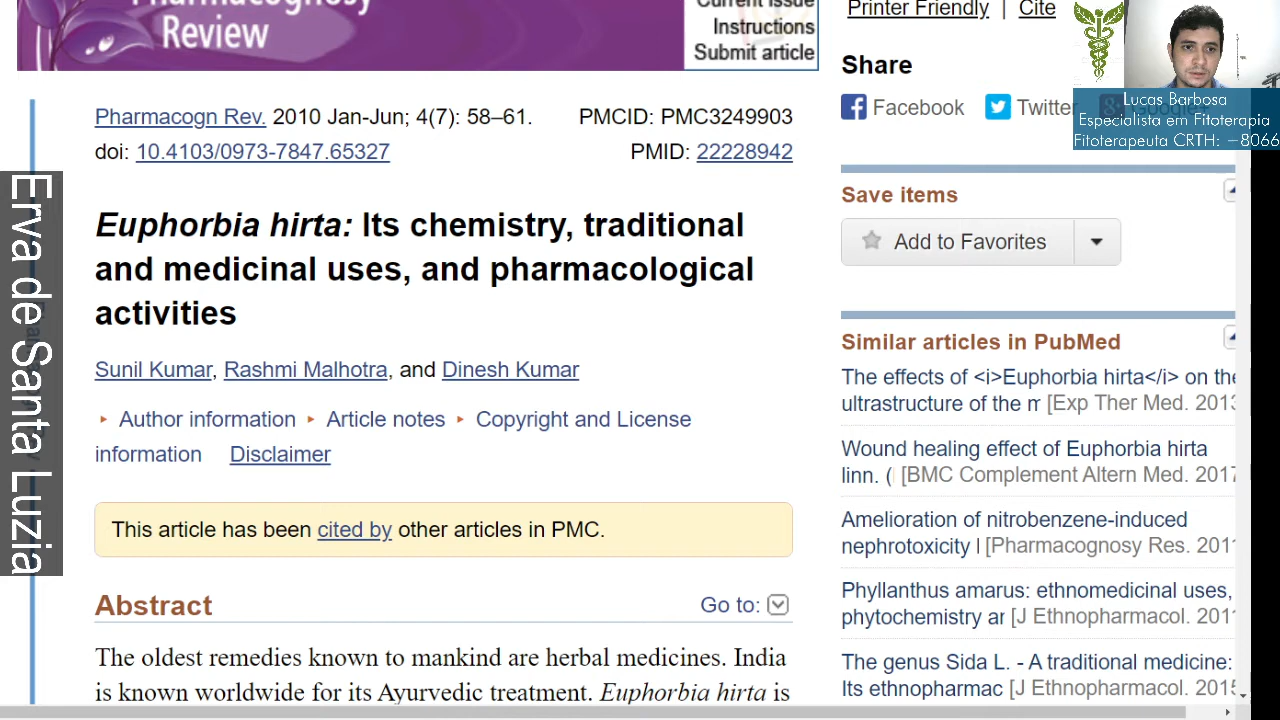 Pharmacognosy
Review
Current Issue
Instructions
Submit article
Printer Friendly | Cite
Share
Facebook
Twitter
Lucas Barbosa
Especialista em Fitoterapia
Fitoterapeuta CRTH: – 8066
Erva de Santa Luzia
Pharmacogn Rev. 2010 Jan-Jun; 4(7): 58–61.
PMCID: PMC3249903
doi: 10.4103/0973-7847.65327
PMID: 22228942
Euphorbia hirta: Its chemistry, traditional
and medicinal uses, and pharmacological
activities
Sunil Kumar, Rashmi Malhotra, and Dinesh Kumar
Author information
Article notes
Copyright and License
information
Disclaimer
This article has been cited by other articles in PMC.
Abstract
Go to:
The oldest remedies known to mankind are herbal medicines. India
is known worldwide for its Ayurvedic treatment. Euphorbia hirta is
Save items
Add to Favorites
Similar articles in PubMed
The effects of <i>Euphorbia hirta</i> on the
ultrastructure of the m [Exp Ther Med. 2013
Wound healing effect of Euphorbia hirta
linn. ( [BMC Complement Altern Med. 2017
Amelioration of nitrobenzene-induced
nephrotoxicity [Pharmacognosy Res. 201
Phyllanthus amarus: ethnomedicinal uses,
phytochemistry ar [J Ethnopharmacol. 201
The genus Sida L. - A traditional medicine:
Its ethnopharmac [J Ethnopharmacol. 2015